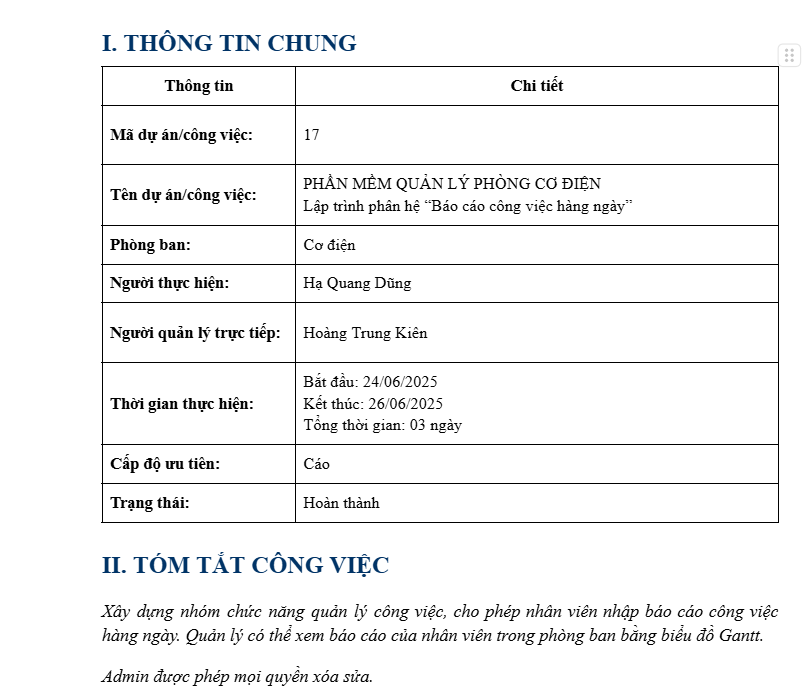 I. THÔNG TIN CHUNG
Thông tin Chi tiết
Mã dự án/công việc: 17
Tên dự án/công việc: PHẦN MỀM QUẢN LÝ PHÒNG CƠ ĐIỆN
Lập trình phân hệ “Báo cáo công việc hàng ngày”
Phòng ban: Cơ điện
Người thực hiện: Hạ Quang Dũng
Người quản lý trực tiếp: Hoàng Trung Kiên
Thời gian thực hiện: Bắt đầu: 24/06/2025
Kết thúc: 26/06/2025
Tổng thời gian: 03 ngày
Cấp độ ưu tiên: Cáo
Trạng thái: Hoàn thành
II. TÓM TẮT CÔNG VIỆC
Xây dựng nhóm chức năng quản lý công việc, cho phép nhân viên nhập báo cáo công việc
hàng ngày. Quản lý có thể xem báo cáo của nhân viên trong phòng ban bằng biểu đồ Gantt.
Admin được phép mọi quyền xóa sửa.